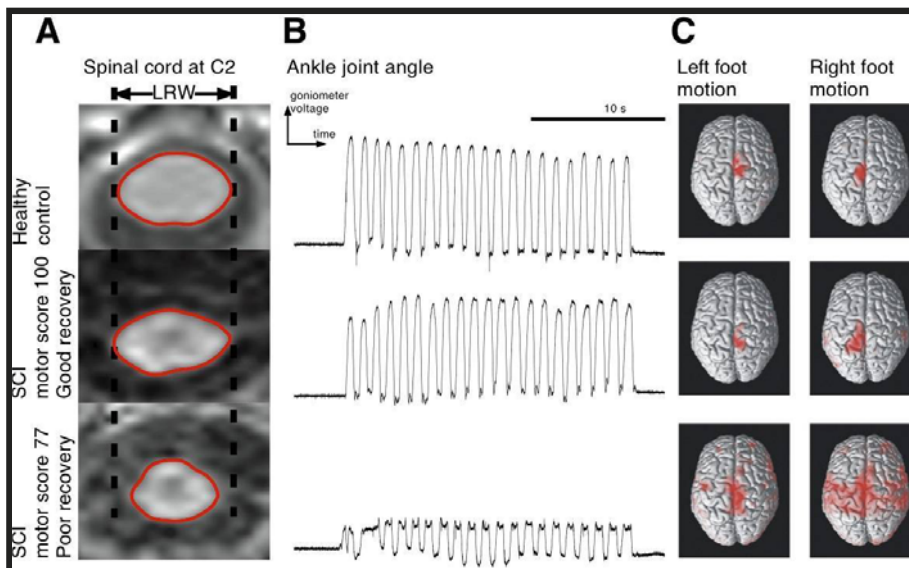 A
Spinal cord at C2
LRW
Healthy
control
SCI
motor score 100
Good recovery
SCI
motor score 77
Poor recovery
B
Ankle joint angle
goniometer
voltage
time
10 s
C
Left foot
motion
Right foot
motion